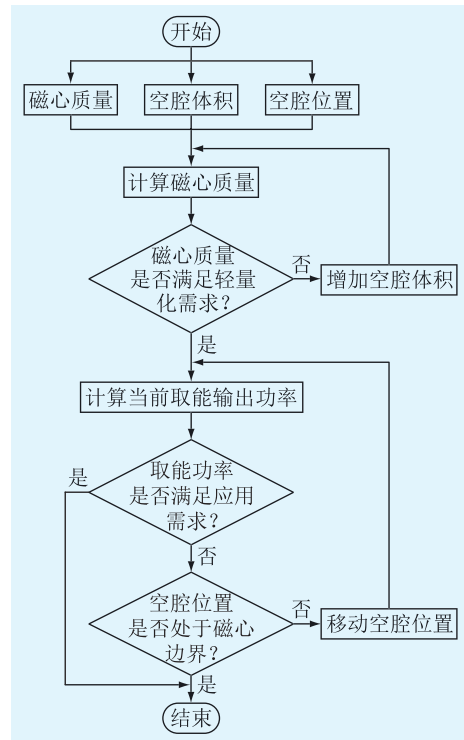 开始
磁心质量
空腔体积
空腔位置
计算磁心质量
磁心质量
是否满足轻量
化需求?
否
增加空腔体积
是
计算当前取能输出功率
是
取能功率
是否满足应用
需求?
否
空腔位置
是否处于磁心
边界?
否
移动空腔位置
是
结束